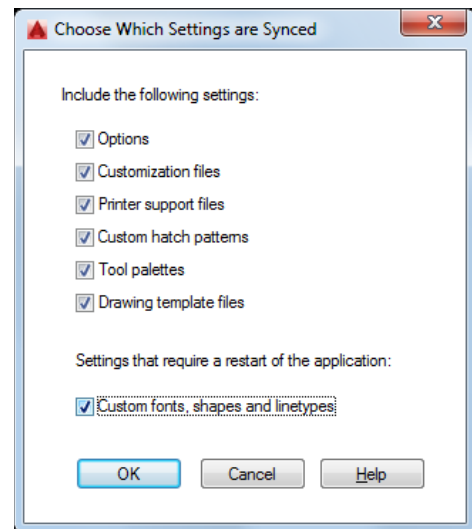 Choose Which Settings are Synced
Include the following settings:
Options
Customization files
Printer support files
Custom hatch patterns
Tool palettes
Drawing template files
Settings that require a restart of the application:
Custom fonts, shapes and linetypes
OK Cancel Help